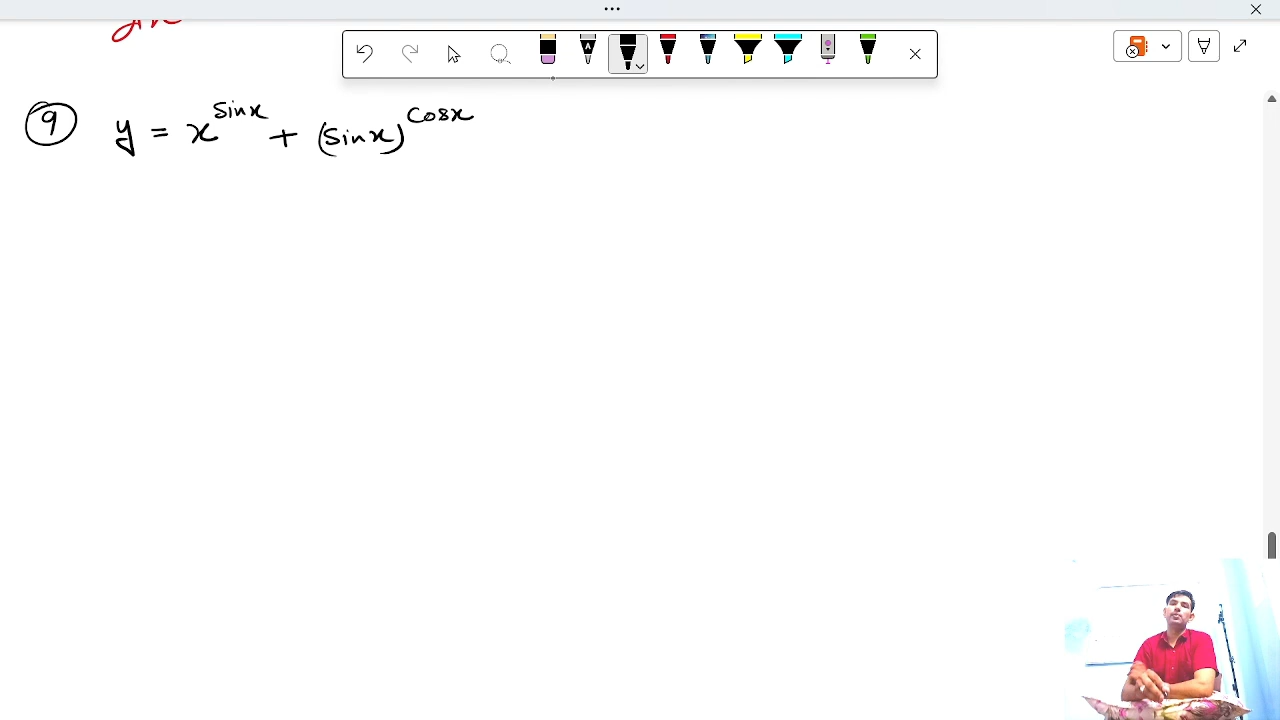 9 y = x^sinx + (sinx)^cosx